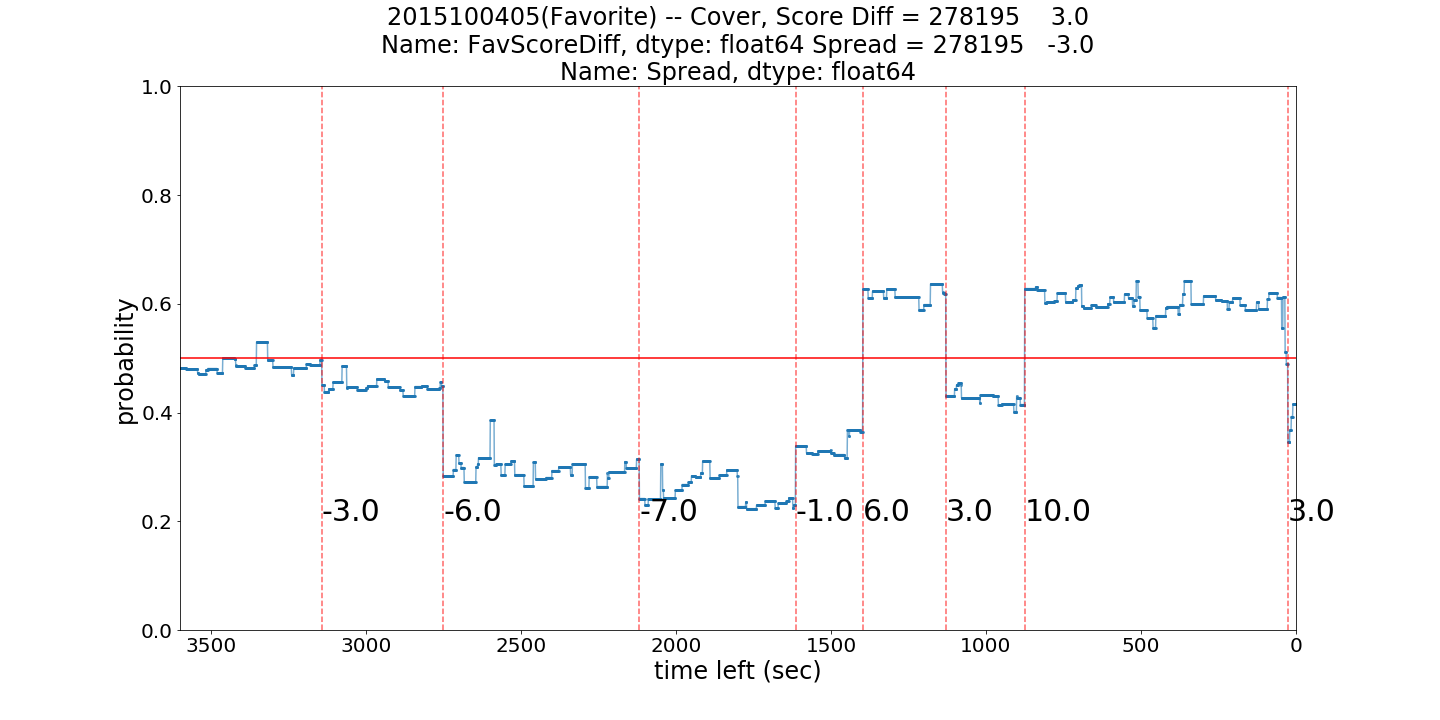 2015100405(Favorite) -- Cover, Score Diff = 278195    3.0
Name: FavScoreDiff, dtype: float64 Spread = 278195   -3.0
Name: Spread, dtype: float64
1.0
0.8
0.6
0.4
0.2
0.0
probability
-3.0 -6.0 -7.0 -1.0 6.0 3.0 10.0 3.0
3500 3000 2500 2000 1500 1000 500 0
time left (sec)